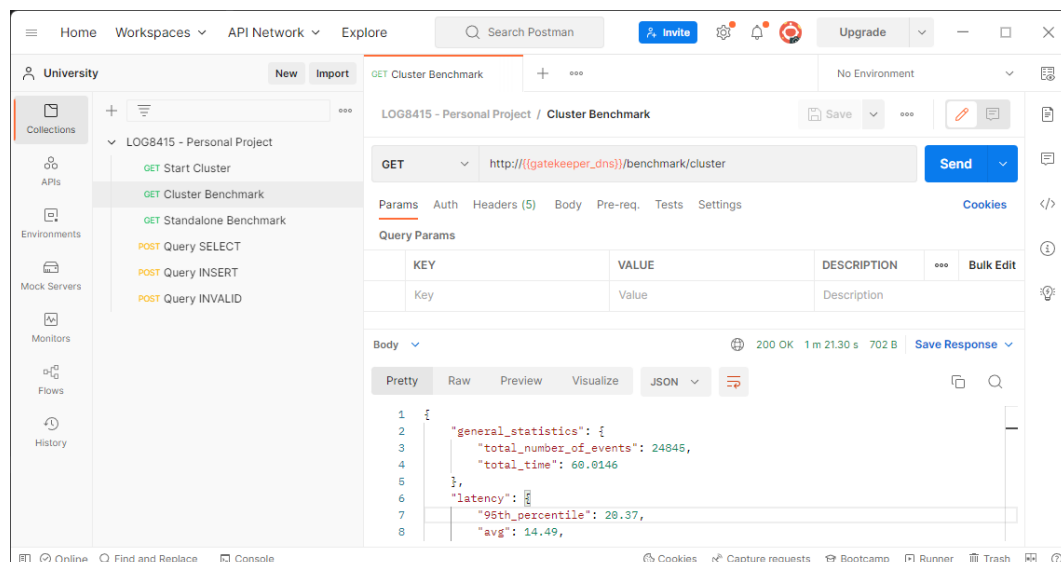 Home Workspaces API Network Explore Search Postman Invite Upgrade
University New Import GET Cluster Benchmark No Environment
Collections
APIs
Environments
Mock Servers
Monitors
Flows
History
LOG8415 - Personal Project
GET Start Cluster
GET Cluster Benchmark
GET Standalone Benchmark
POST Query SELECT
POST Query INSERT
POST Query INVALID
LOG8415 - Personal Project / Cluster Benchmark Save
GET http://{{gatekeeper_dns}}/benchmark/cluster Send
Params Auth Headers (5) Body Pre-req. Tests Settings Cookies
Query Params
KEY VALUE DESCRIPTION Bulk Edit
Key Value Description
Body 200 OK 1 m 21.30 s 702 B Save Response
Pretty Raw Preview Visualize JSON
1 {
2 "general_statistics": {
3 "total_number_of_events": 24845,
4 "total_time": 60.0146
5 },
6 "latency": {
7 "95th_percentile": 20.37,
8 "avg": 14.49,
Online Find and Replace Console Cookies Capture requests Bootcamp Runner Trash